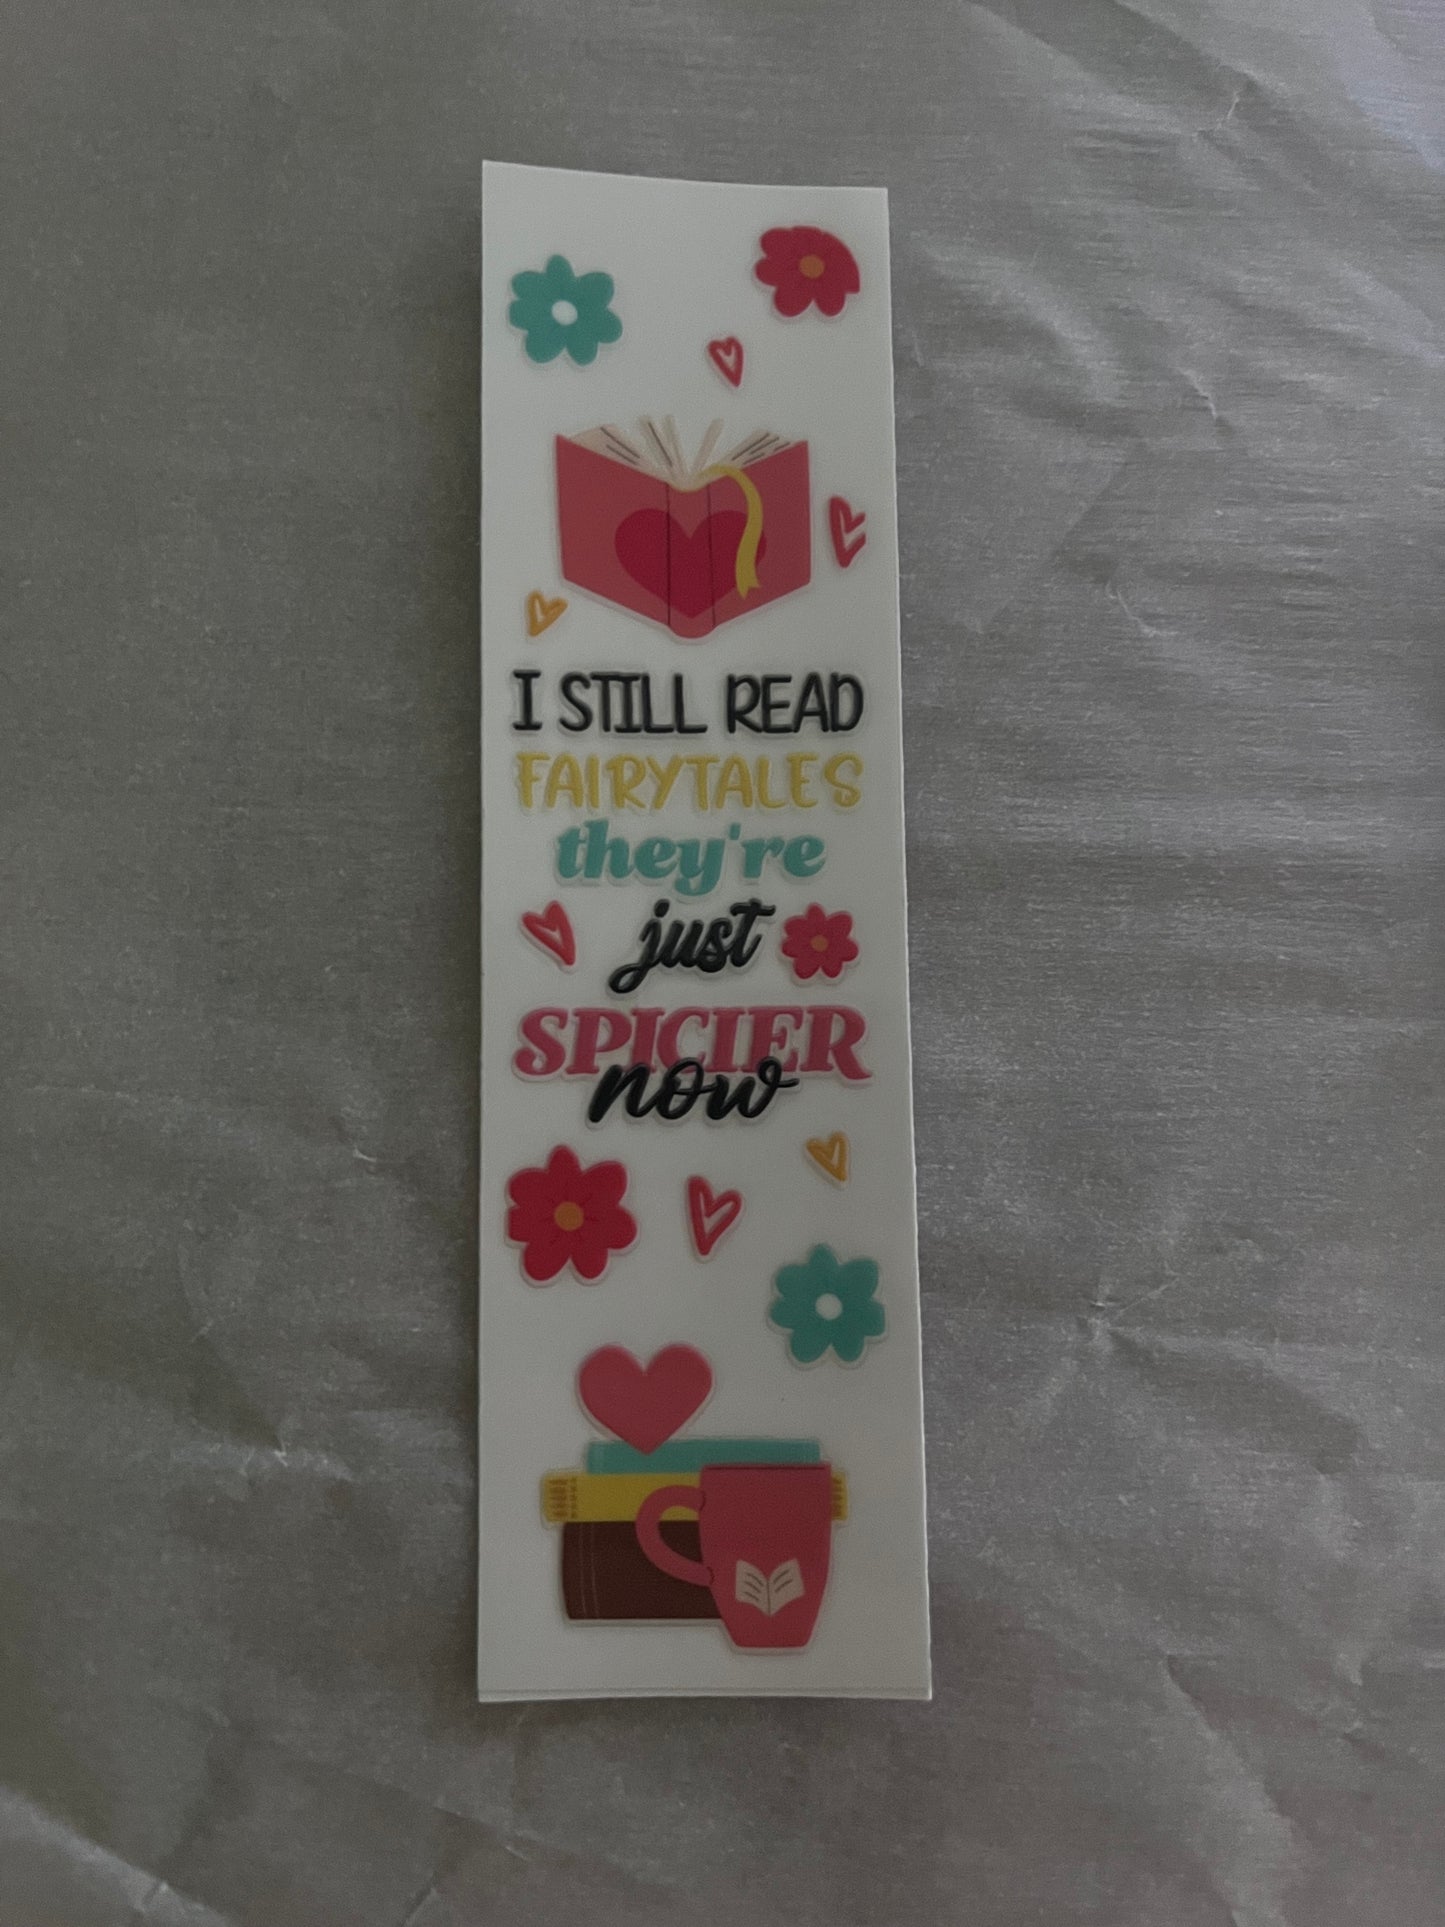 I STILL READ
FAIRYTALES
they're
just
SPICIER
now